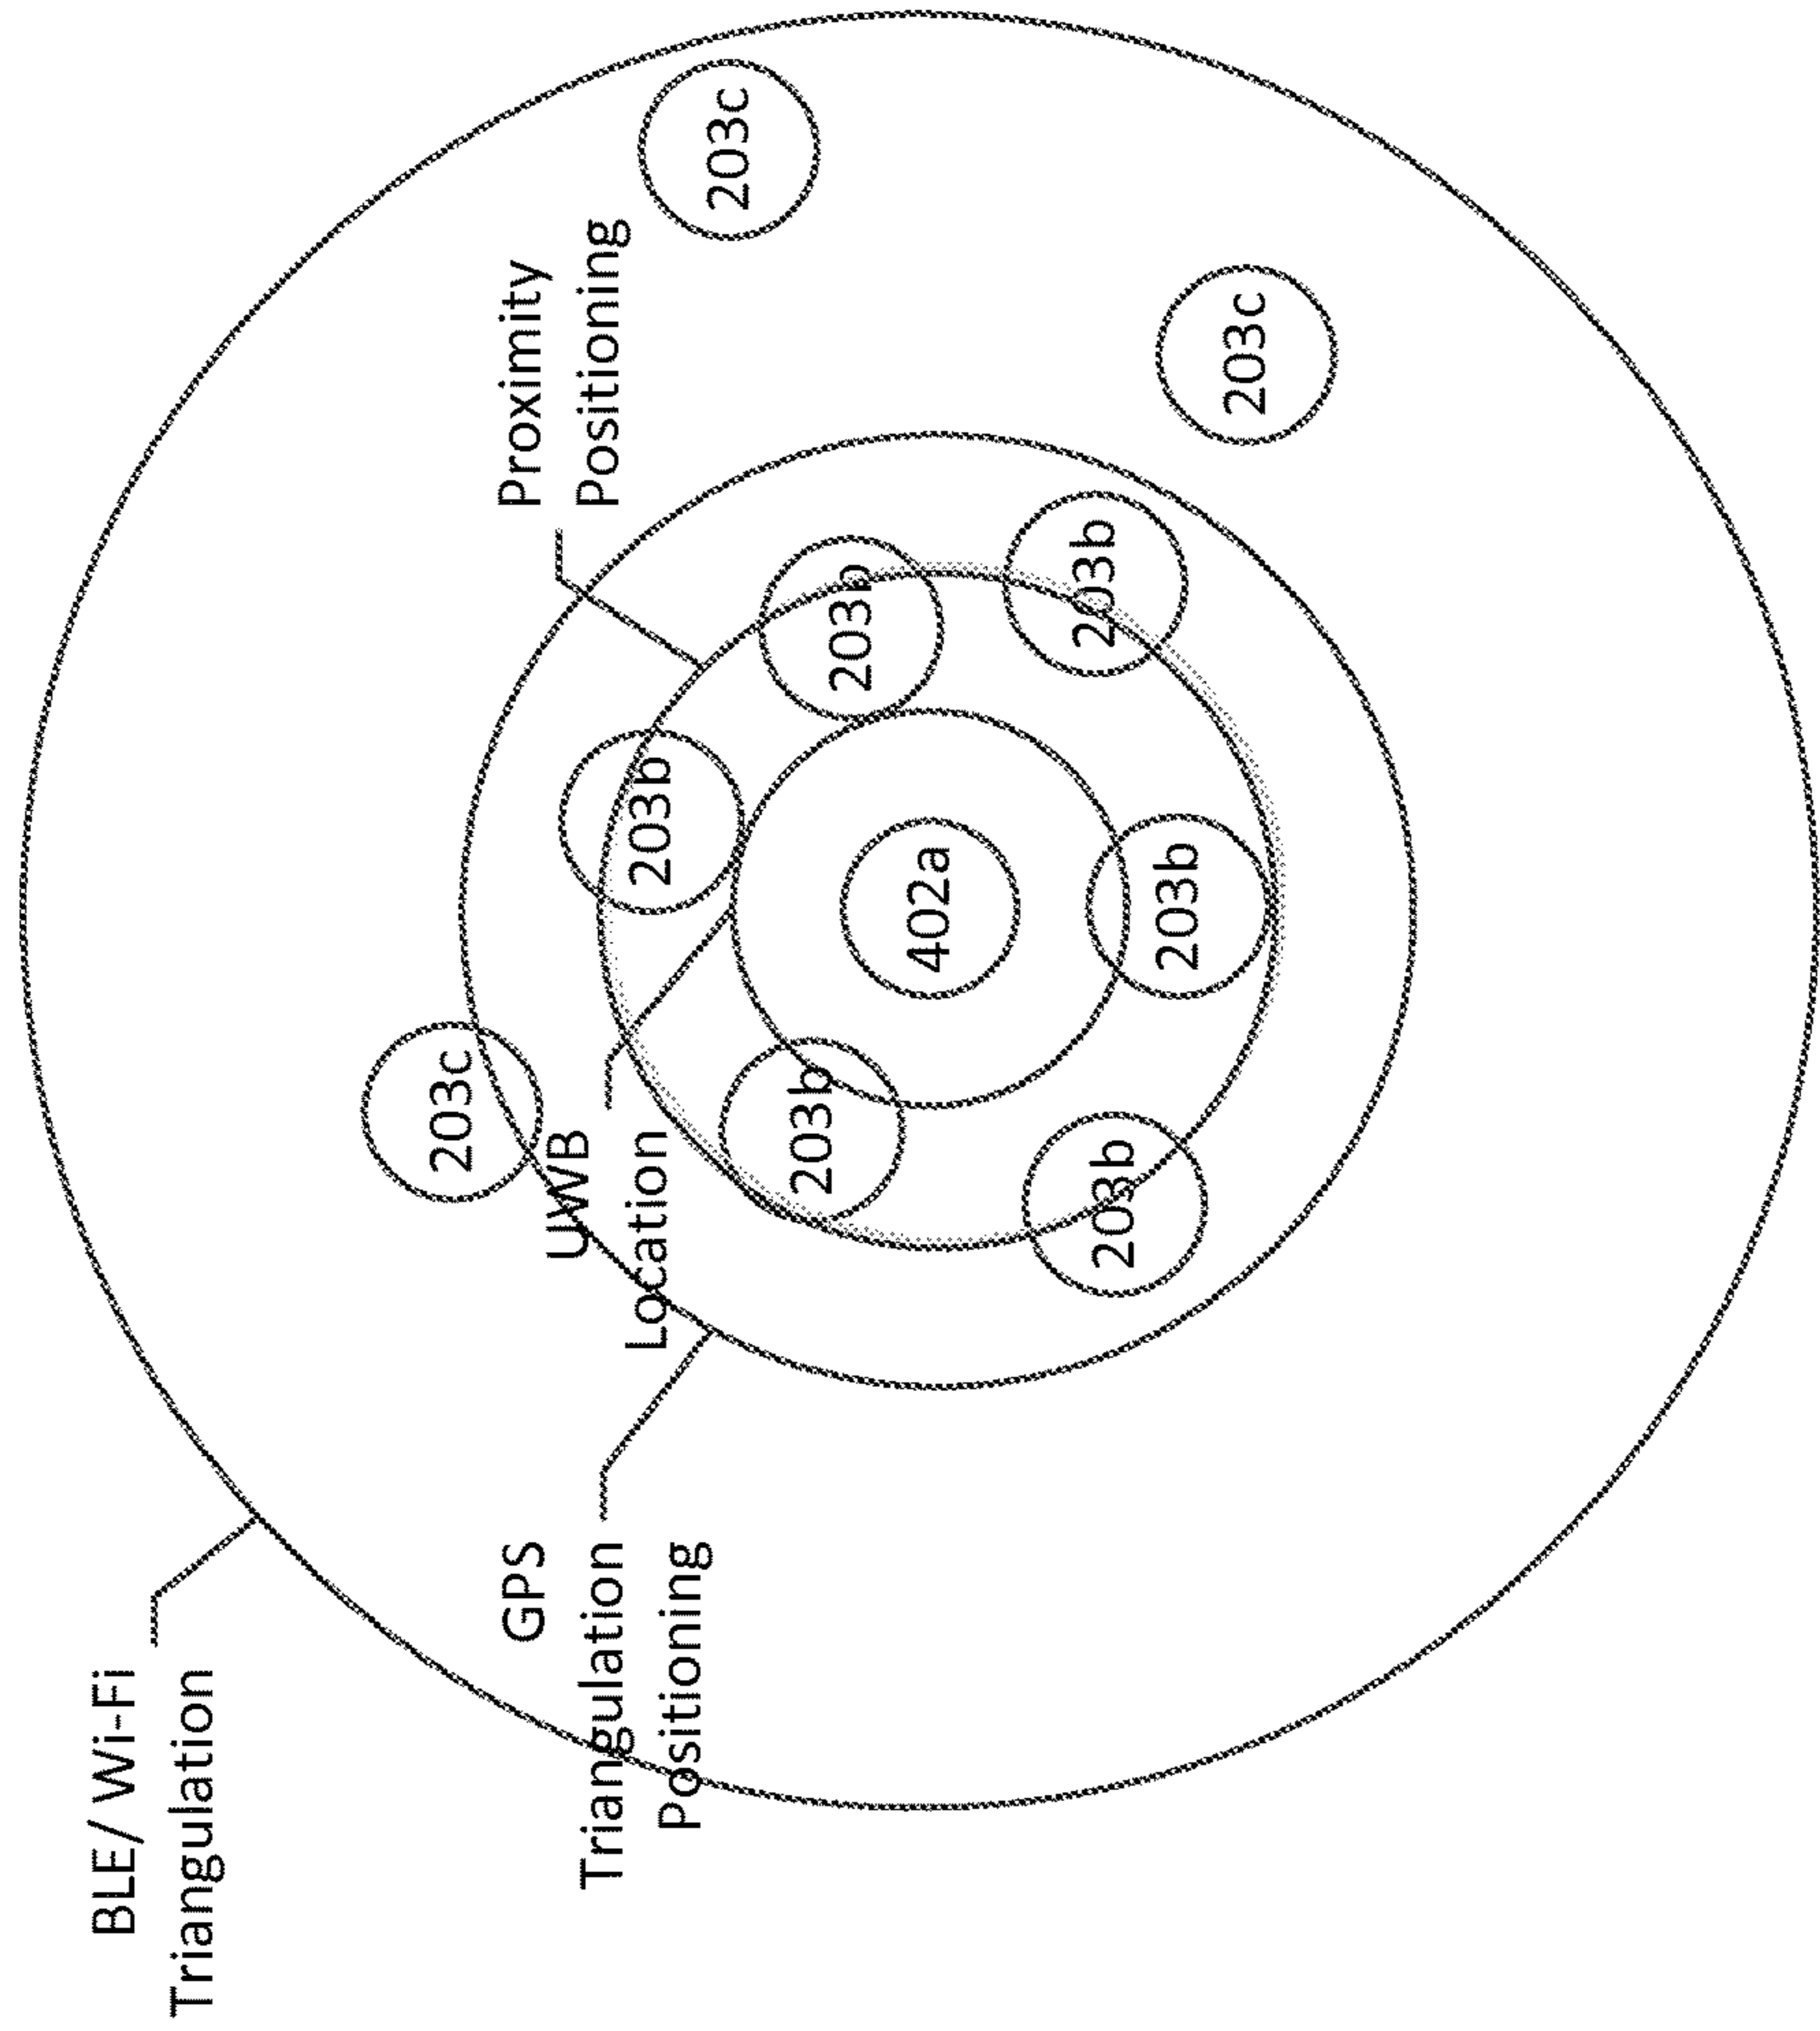 BLE/ Wi-Fi
Triangulation
203c
GPS
Triangulation
Positioning
UWB
Location
Proximity
Positioning
203b
203c
203b
203b
402a
203b
203b
203b
203c